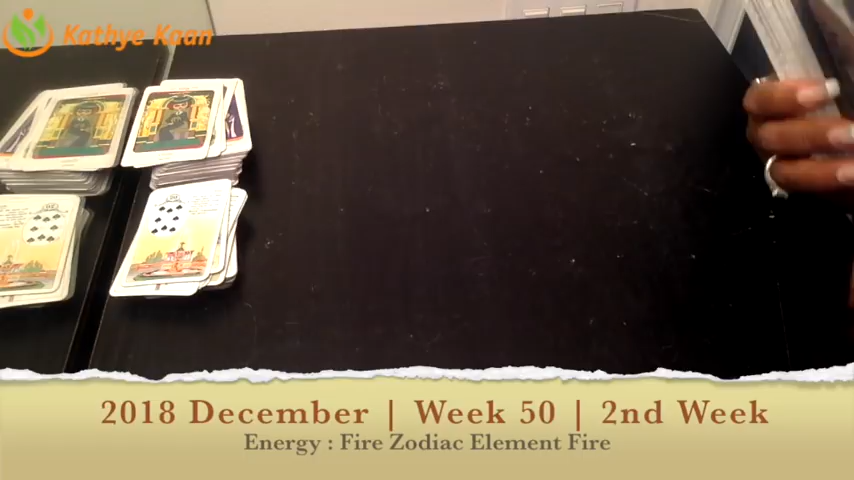 Kathye Kaan
2018 December | Week 50 | 2nd Week
Energy : Fire Zodiac Element Fire